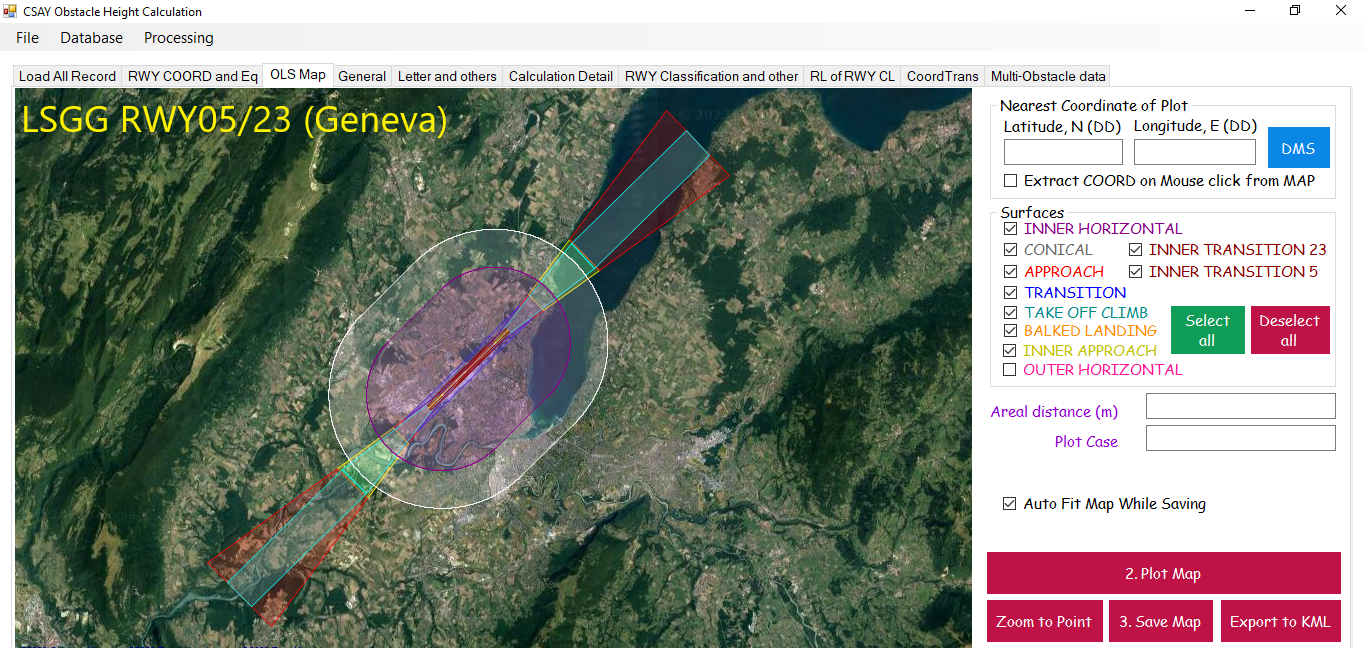 CSAY Obstacle Height Calculation
File Database Processing
Load All Record RWY COORD and Eq OLS Map General Letter and others Calculation Detail RWY Classification and other RL of RWY CL CoordTrans Multi-Obstacle data
LSGG RWY05/23 (Geneva)
Nearest Coordinate of Plot
Latitude, N (DD) Longitude, E (DD)
DMS
Extract COORD on Mouse click from MAP
Surfaces
INNER HORIZONTAL
CONICAL INNER TRANSITION 23
APPROACH INNER TRANSITION 5
TRANSITION
TAKE OFF CLIMB
BALKED LANDING
INNER APPROACH
OUTER HORIZONTAL
Select
all
Deselect
all
Areal distance (m)
Plot Case
Auto Fit Map While Saving
2. Plot Map
Zoom to Point 3. Save Map Export to KML